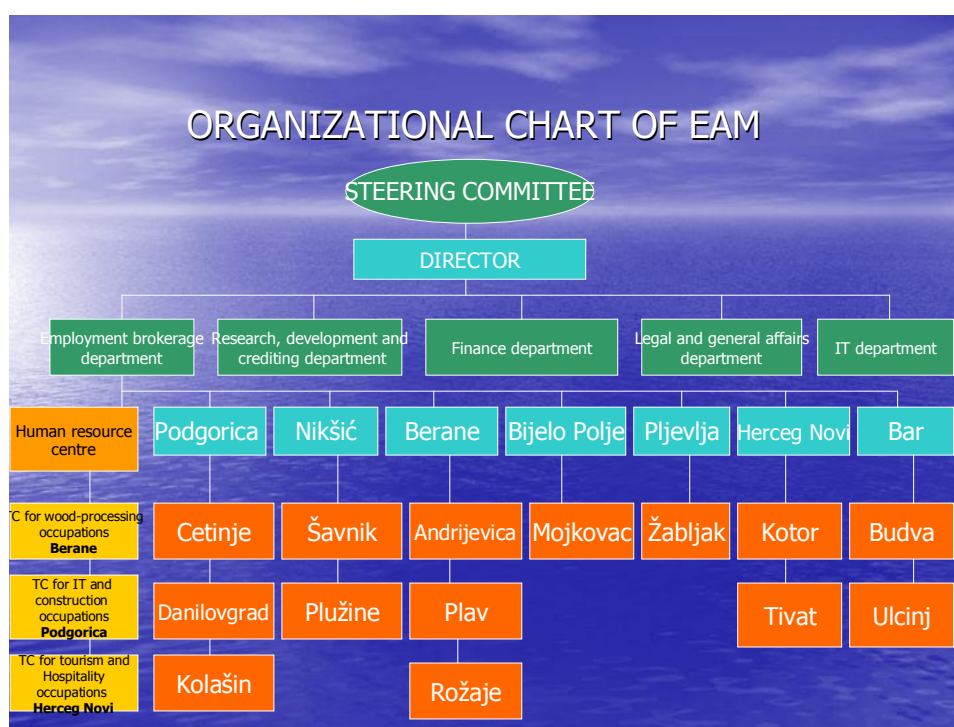 ORGANIZATIONAL CHART OF EAM
STEERING COMMITTEE
DIRECTOR
Employment brokerage
department
Research, development and
crediting department
Finance department
Legal and general affairs
department
IT department
Human resource
centre
Podgorica
Nikšić
Berane
Bijelo Polje
Pljevlja
Herceg Novi
Bar
TC for wood-processing
occupations
Berane
Cetinje
Šavnik
Andrijevica
Mojkovac
Žabljak
Kotor
Budva
TC for IT and
construction
occupations
Podgorica
Danilovgrad
Plužine
Plav
Tivat
Ulcinj
TC for tourism and
Hospitality
occupations
Herceg Novi
Kolašin
Rožaje